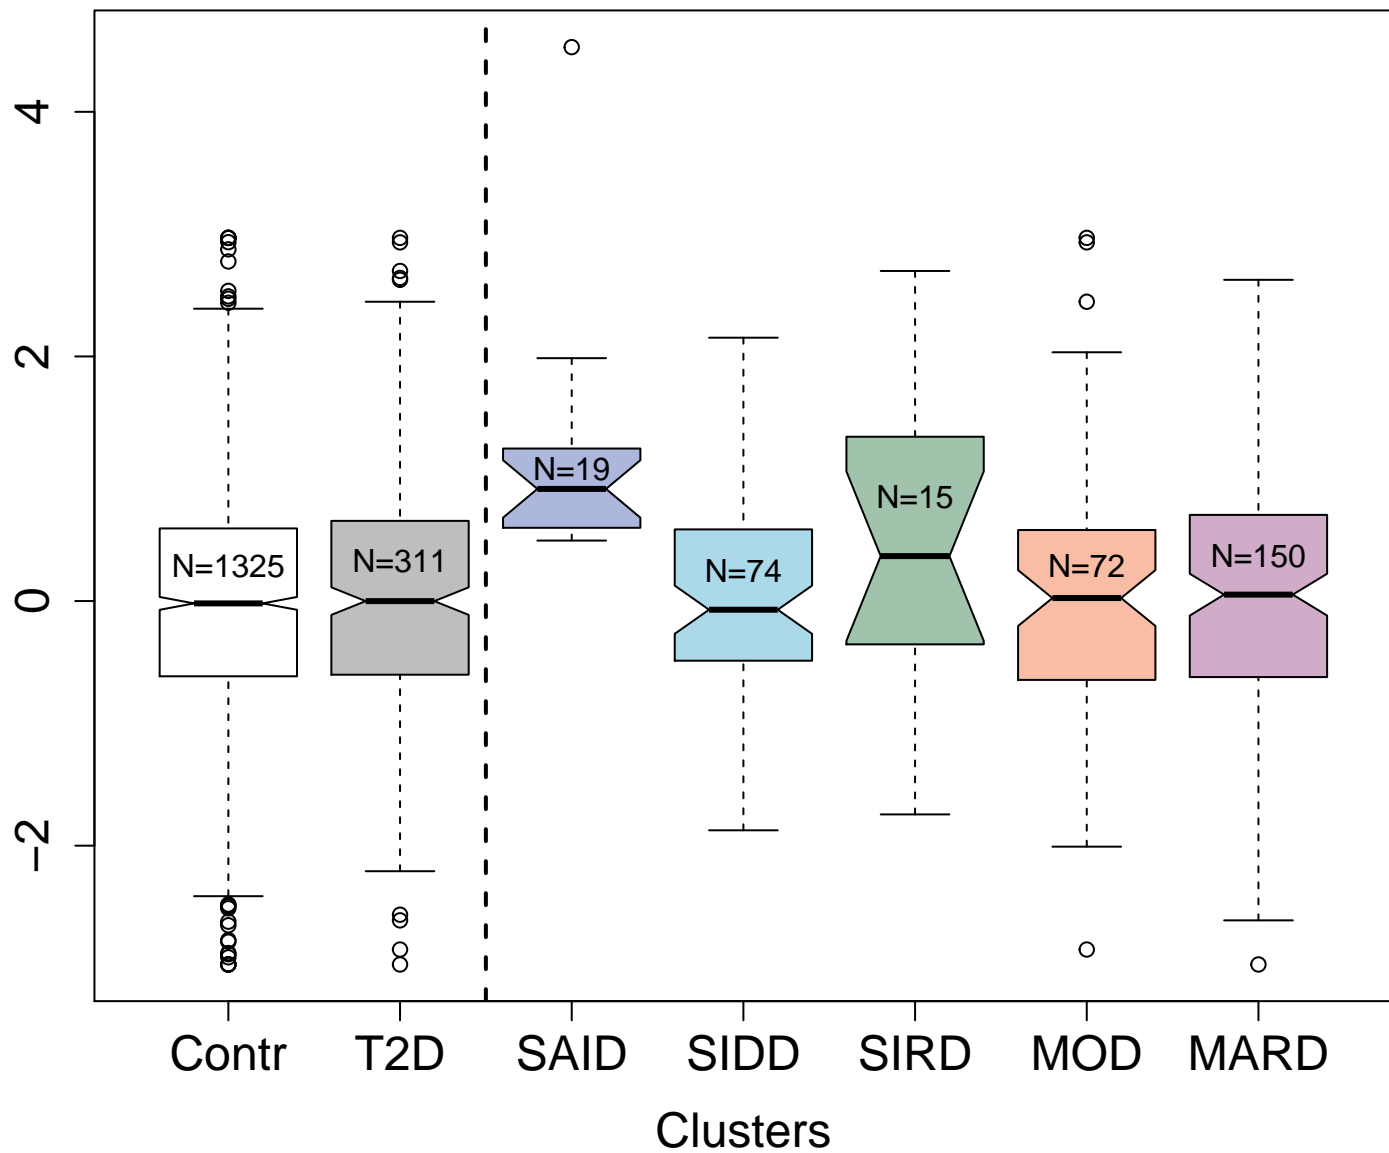 4
2
0
−2
N=1325
N=311
N=19
N=74
N=15
N=72
N=150
Contr T2D SAID SIDD SIRD MOD MARD
Clusters